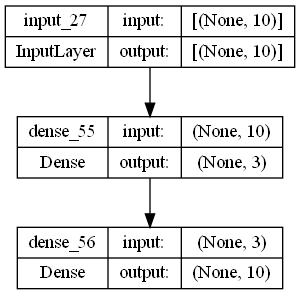 input_27 input: [(None, 10)]
InputLayer output: [(None, 10)]
dense_55 input: (None, 10)
Dense output: (None, 3)
dense_56 input: (None, 3)
Dense output: (None, 10)